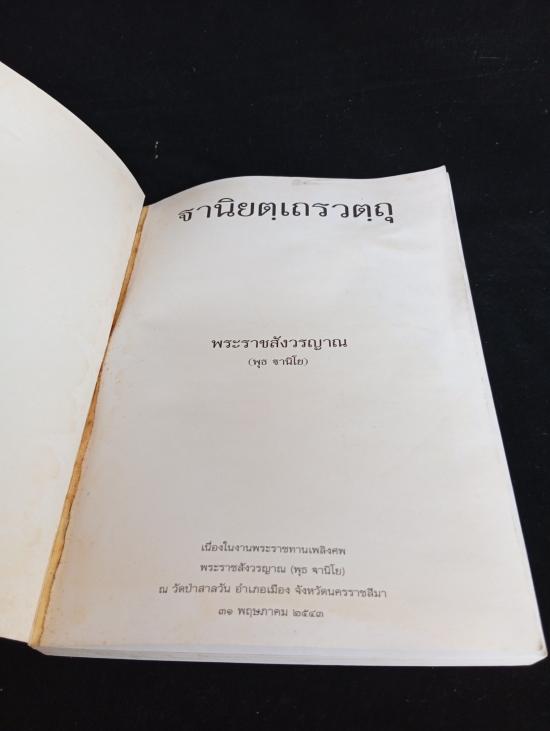 ฐานิยตฺเถรวตฺถุ
พระราชสังวรญาณ
(พุธ ฐานิโย)
เนื่องในงานพระราชทานเพลิงศพ
พระราชสังวรญาณ (พุธ ฐานิโย)
ณ วัดป่าสาลวัน อำเภอเมือง จังหวัดนครราชสีมา
๓๑ พฤษภาคม ๒๕๔๓